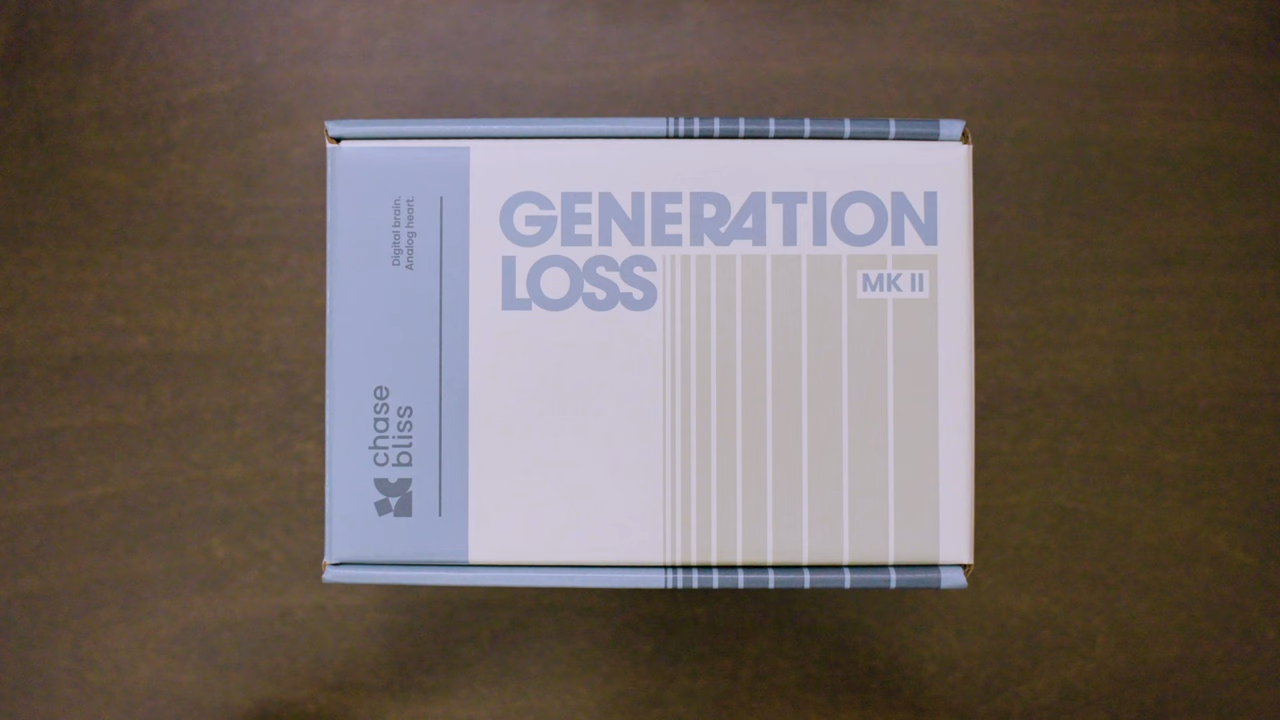 GENERATION
LOSS
MK II
Digital brain.
Analog heart.
chase
bliss